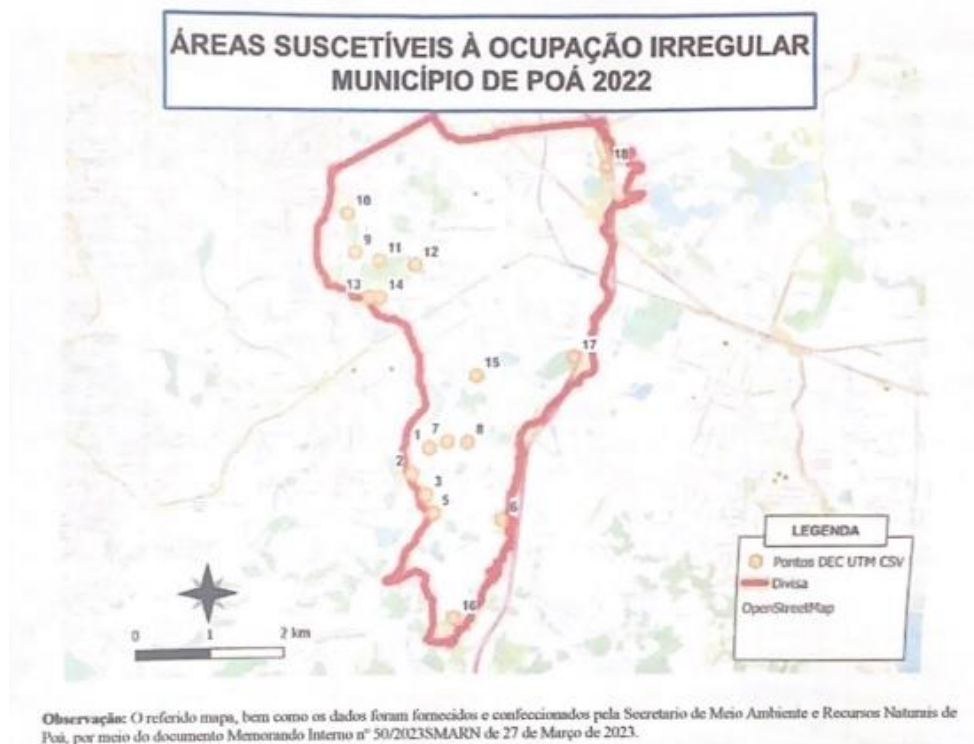 ÁREAS SUSCETÍVEIS À OCUPAÇÃO IRREGULAR
MUNICÍPIO DE POÁ 2022
18
10
9
11
12
13
14
17
15
1
7
8
2
3
5
6
16
LEGENDA
Pontos DEC UTM CSV
Divisa
OpenStreetMap
0 1 2 km
Observação: O referido mapa, bem como os dados foram fornecidos e confeccionados pela Secretario de Meio Ambiente e Recursos Naturais de
Poá, por meio do documento Memorando Interno nº 50/2023SMARN de 27 de Março de 2023.